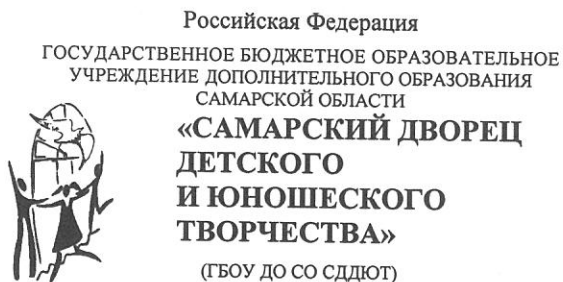 Российская Федерация
ГОСУДАРСТВЕННОЕ БЮДЖЕТНОЕ ОБРАЗОВАТЕЛЬНОЕ
УЧРЕЖДЕНИЕ ДОПОЛНИТЕЛЬНОГО ОБРАЗОВАНИЯ
САМАРСКОЙ ОБЛАСТИ
«САМАРСКИЙ ДВОРЕЦ
ДЕТСКОГО
И ЮНОШЕСКОГО
ТВОРЧЕСТВА»
(ГБОУ ДО СО СДДЮТ)